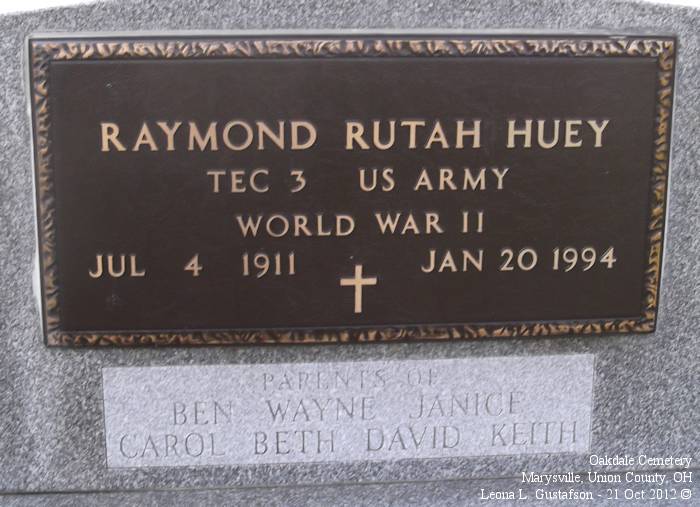 RAYMOND RUTAH HUEY
TEC 3 US ARMY
WORLD WAR II
JUL 4 1911 JAN 20 1994
PARENTS OF
BEN WAYNE JANICE
CAROL BETH DAVID KEITH
Oakdale Cemetery
Marysville, Union County, OH
Leona L. Gustafson - 21 Oct 2012 ©